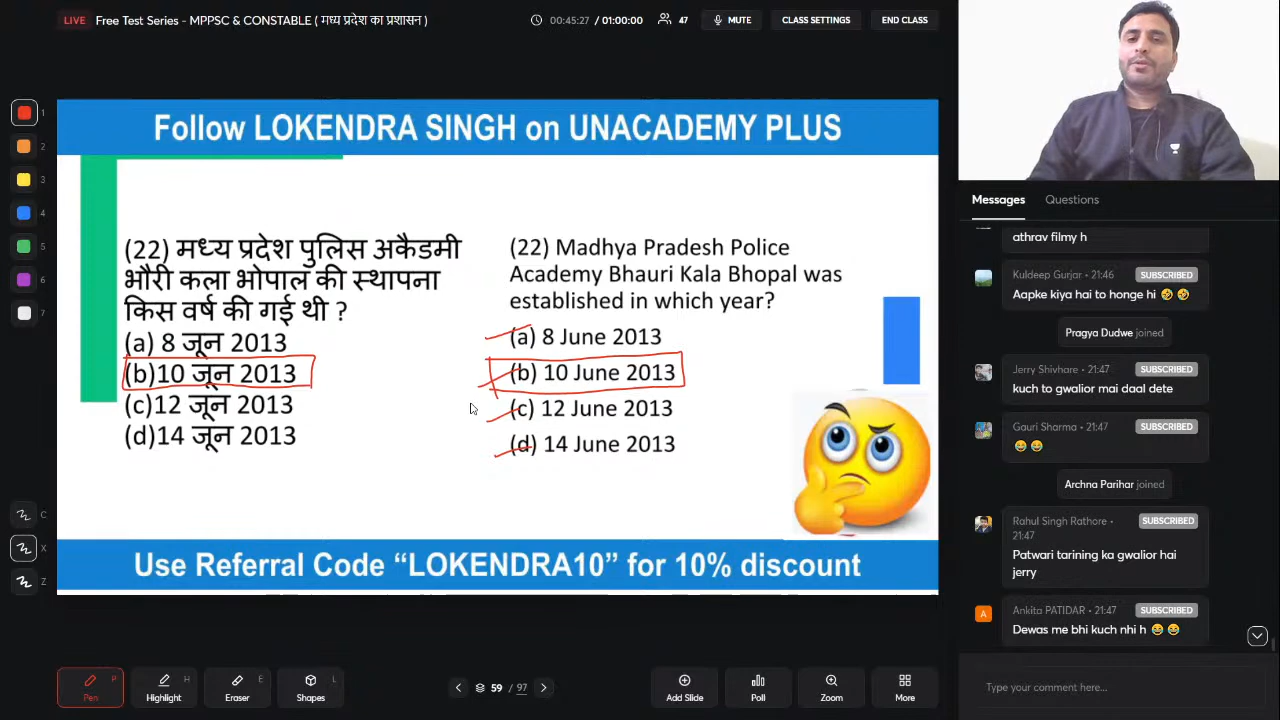 LIVE Free Test Series - MPPSC & CONSTABLE ( मध्य प्रदेश का प्रशासन )
00:45:27 / 01:00:00
47
MUTE
CLASS SETTINGS
END CLASS
1
2
3
4
5
6
7
C
X
Z
Follow LOKENDRA SINGH on UNACADEMY PLUS
(22) मध्य प्रदेश पुलिस अकैडमी
भौरी कला भोपाल की स्थापना
किस वर्ष की गई थी ?
(a) 8 जून 2013
(b)10 जून 2013
(c)12 जून 2013
(d)14 जून 2013
(22) Madhya Pradesh Police
Academy Bhauri Kala Bhopal was
established in which year?
(a) 8 June 2013
(b) 10 June 2013
(c) 12 June 2013
(d) 14 June 2013
Use Referral Code “LOKENDRA10” for 10% discount
Pen P
Highlight H
Eraser E
Shapes L
59 / 97
Add Slide
Poll
Zoom
More
Messages
Questions
athrav filmy h
Kuldeep Gurjar • 21:46 SUBSCRIBED
Aapke kiya hai to honge hi 🤣 🤣
Pragya Dudwe joined
Jerry Shivhare • 21:47 SUBSCRIBED
kuch to gwalior mai daal dete
Gauri Sharma • 21:47 SUBSCRIBED
😂 😂
Archna Parihar joined
Rahul Singh Rathore • SUBSCRIBED
21:47
Patwari tarining ka gwalior hai
jerry
A
Ankita PATIDAR • 21:47 SUBSCRIBED
Dewas me bhi kuch nhi h 😂 😂
Type your comment here...